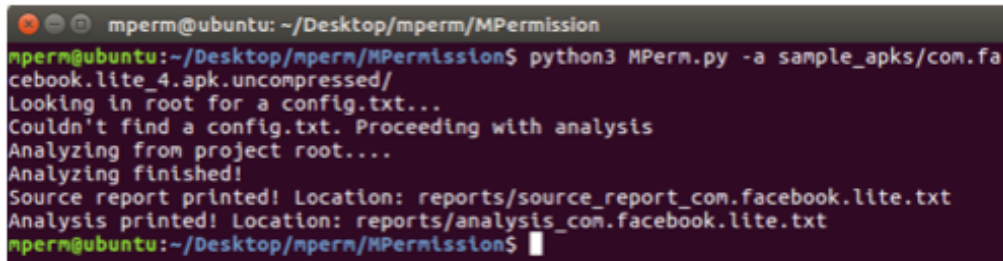 mperm@ubuntu: ~/Desktop/mperm/MPermission
mperm@ubuntu:~/Desktop/mperm/MPermission$ python3 MPerm.py -a sample_apks/com.fa
cebook.lite_4.apk.uncompressed/
Looking in root for a config.txt...
Couldn't find a config.txt. Proceeding with analysis
Analyzing from project root....
Analyzing finished!
Source report printed! Location: reports/source_report_com.facebook.lite.txt
Analysis printed! Location: reports/analysis_com.facebook.lite.txt
mperm@ubuntu:~/Desktop/mperm/MPermission$